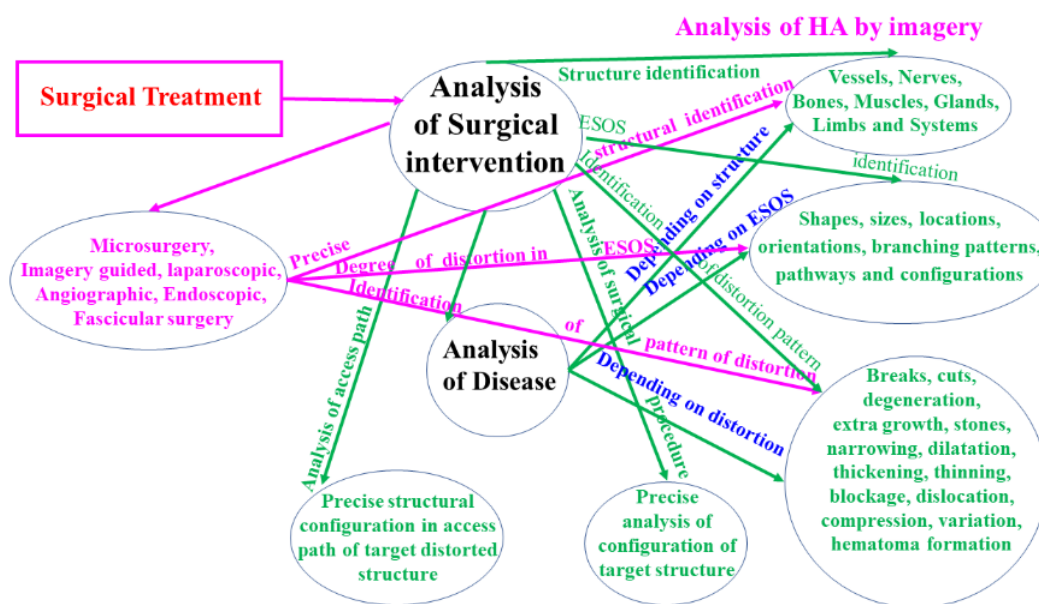 Analysis of HA by imagery
Surgical Treatment
Analysis
of Surgical
intervention
Structure identification
Vessels, Nerves,
Bones, Muscles, Glands,
Limbs and Systems
ESOS
identification
structural identification
Precise
Identification
of distortion pattern
Depending on structure
Depending on ESOS
Shapes, sizes, locations,
orientations, branching patterns,
pathways and configurations
Microsurgery,
Imagery guided, laparoscopic,
Angiographic, Endoscopic,
Fascicular surgery
Degree of distortion in ESOS
Identification of pattern of distortion
Analysis of surgical procedure
Analysis of access path
Analysis
of Disease
Depending on distortion
Breaks, cuts,
degeneration,
extra growth, stones,
narrowing, dilatation,
thickening, thinning,
blockage, dislocation,
compression, variation,
hematoma formation
Precise structural
configuration in access
path of target distorted
structure
Precise
analysis of
configuration of
target structure